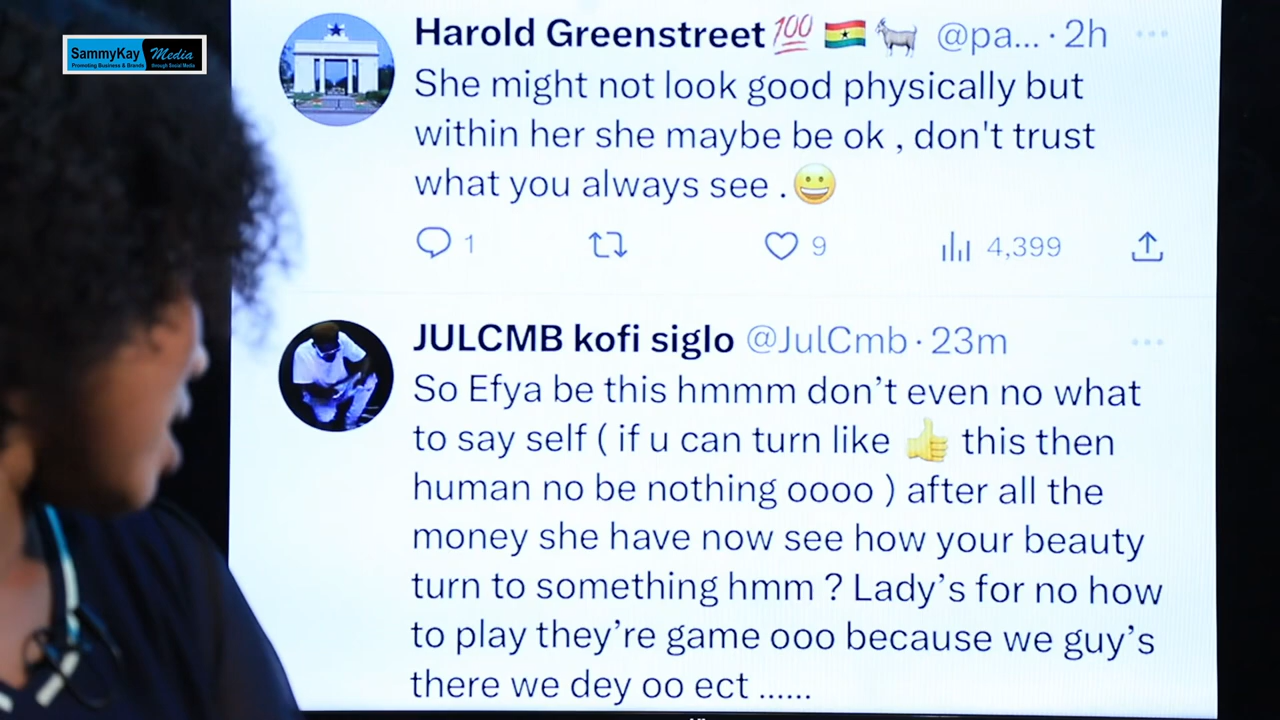 SammyKay Media
Promoting Business & Brands through Social Media
Harold Greenstreet 💯 🇬🇭 🐐 @pa... · 2h
She might not look good physically but
within her she maybe be ok , don't trust
what you always see . 😀
1 9 4,399
JULCMB kofi siglo @JulCmb · 23m
So Efya be this hmmm don’t even no what
to say self ( if u can turn like 👍 this then
human no be nothing oooo ) after all the
money she have now see how your beauty
turn to something hmm ? Lady’s for no how
to play they’re game ooo because we guy’s
there we dey oo ect ......